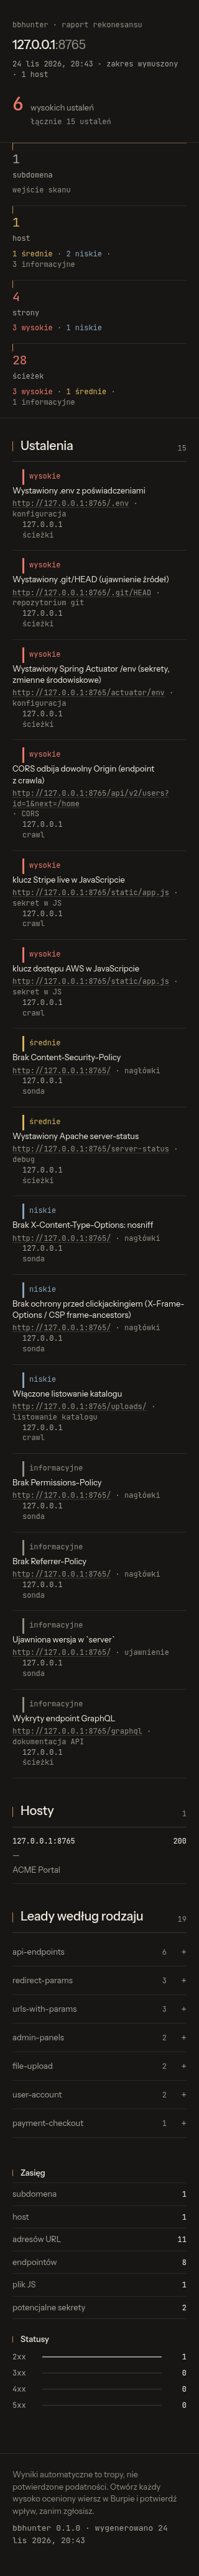 bbhunter · raport rekonesansu
127.0.0.1:8765
24 lis 2026, 20:43 · zakres wymuszony
· 1 host
6 wysokich ustaleń
łącznie 15 ustaleń
1
subdomena
wejście skanu
1
host
1 średnie · 2 niskie ·
3 informacyjne
4
strony
3 wysokie · 1 niskie
28
ścieżek
3 wysokie · 1 średnie ·
1 informacyjne
Ustalenia 15
wysokie
Wystawiony .env z poświadczeniami
http://127.0.0.1:8765/.env ·
konfiguracja
127.0.0.1
ścieżki
wysokie
Wystawiony .git/HEAD (ujawnienie źródeł)
http://127.0.0.1:8765/.git/HEAD ·
repozytorium git
127.0.0.1
ścieżki
wysokie
Wystawiony Spring Actuator /env (sekrety,
zmienne środowiskowe)
http://127.0.0.1:8765/actuator/env ·
konfiguracja
127.0.0.1
ścieżki
wysokie
CORS odbija dowolny Origin (endpoint
z crawla)
http://127.0.0.1:8765/api/v2/users?
id=1&next=/home
· CORS
127.0.0.1
crawl
wysokie
klucz Stripe live w JavaScripcie
http://127.0.0.1:8765/static/app.js ·
sekret w JS
127.0.0.1
crawl
wysokie
klucz dostępu AWS w JavaScripcie
http://127.0.0.1:8765/static/app.js ·
sekret w JS
127.0.0.1
crawl
średnie
Brak Content-Security-Policy
http://127.0.0.1:8765/ · nagłówki
127.0.0.1
sonda
średnie
Wystawiony Apache server-status
http://127.0.0.1:8765/server-status ·
debug
127.0.0.1
ścieżki
niskie
Brak X-Content-Type-Options: nosniff
http://127.0.0.1:8765/ · nagłówki
127.0.0.1
sonda
niskie
Brak ochrony przed clickjackingiem (X-Frame-
Options / CSP frame-ancestors)
http://127.0.0.1:8765/ · nagłówki
127.0.0.1
sonda
niskie
Włączone listowanie katalogu
http://127.0.0.1:8765/uploads/ ·
listowanie katalogu
127.0.0.1
crawl
informacyjne
Brak Permissions-Policy
http://127.0.0.1:8765/ · nagłówki
127.0.0.1
sonda
informacyjne
Brak Referrer-Policy
http://127.0.0.1:8765/ · nagłówki
127.0.0.1
sonda
informacyjne
Ujawniona wersja w `server`
http://127.0.0.1:8765/ · ujawnienie
127.0.0.1
sonda
informacyjne
Wykryty endpoint GraphQL
http://127.0.0.1:8765/graphql ·
dokumentacja API
127.0.0.1
ścieżki
Hosty 1
127.0.0.1:8765 200
—
ACME Portal
Leady według rodzaju 19
api-endpoints 6 +
redirect-params 3 +
urls-with-params 3 +
admin-panels 2 +
file-upload 2 +
user-account 2 +
payment-checkout 1 +
Zasięg
subdomena 1
host 1
adresów URL 11
endpointów 8
plik JS 1
potencjalne sekrety 2
Statusy
2xx 1
3xx 0
4xx 0
5xx 0
Wyniki automatyczne to tropy, nie
potwierdzone podatności. Otwórz każdy
wysoko oceniony wiersz w Burpie i potwierdź
wpływ, zanim zgłosisz.
bbhunter 0.1.0 · wygenerowano 24
lis 2026, 20:43